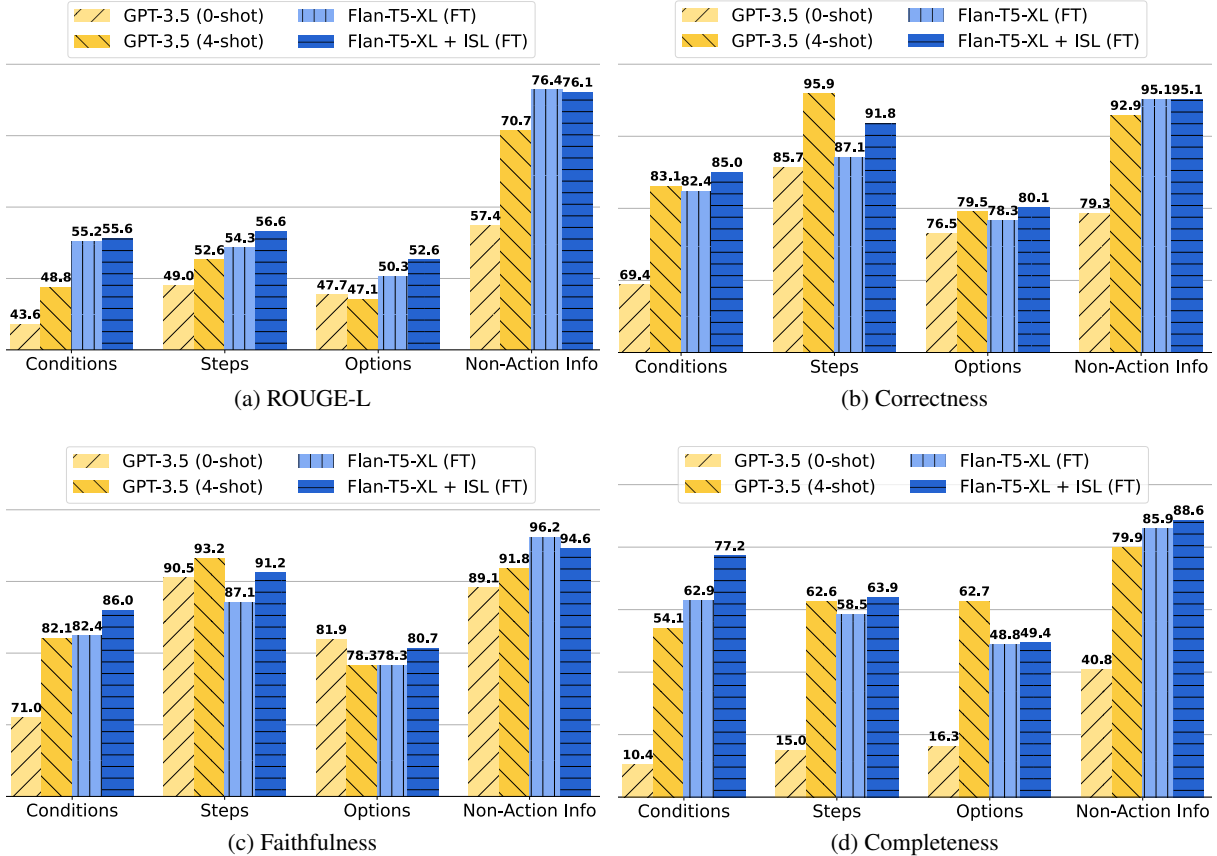 GPT-3.5 (0-shot) Flan-T5-XL (FT)
GPT-3.5 (4-shot) Flan-T5-XL + ISL (FT)
43.6 48.8 55.2 55.6 49.0 52.6 54.3 56.6 47.7 47.1 50.3 52.6 57.4 70.7 76.4 76.1
Conditions Steps Options Non-Action Info
(a) ROUGE-L
GPT-3.5 (0-shot) Flan-T5-XL (FT)
GPT-3.5 (4-shot) Flan-T5-XL + ISL (FT)
69.4 83.1 82.4 85.0 85.7 95.9 87.1 91.8 76.5 79.5 78.3 80.1 79.3 92.9 95.1 95.1
Conditions Steps Options Non-Action Info
(b) Correctness
GPT-3.5 (0-shot) Flan-T5-XL (FT)
GPT-3.5 (4-shot) Flan-T5-XL + ISL (FT)
71.0 82.1 82.4 86.0 90.5 93.2 87.1 91.2 81.9 78.3 78.3 80.7 89.1 91.8 96.2 94.6
Conditions Steps Options Non-Action Info
(c) Faithfulness
GPT-3.5 (0-shot) Flan-T5-XL (FT)
GPT-3.5 (4-shot) Flan-T5-XL + ISL (FT)
10.4 54.1 62.9 77.2 15.0 62.6 58.5 63.9 16.3 62.7 48.8 49.4 40.8 79.9 85.9 88.6
Conditions Steps Options Non-Action Info
(d) Completeness